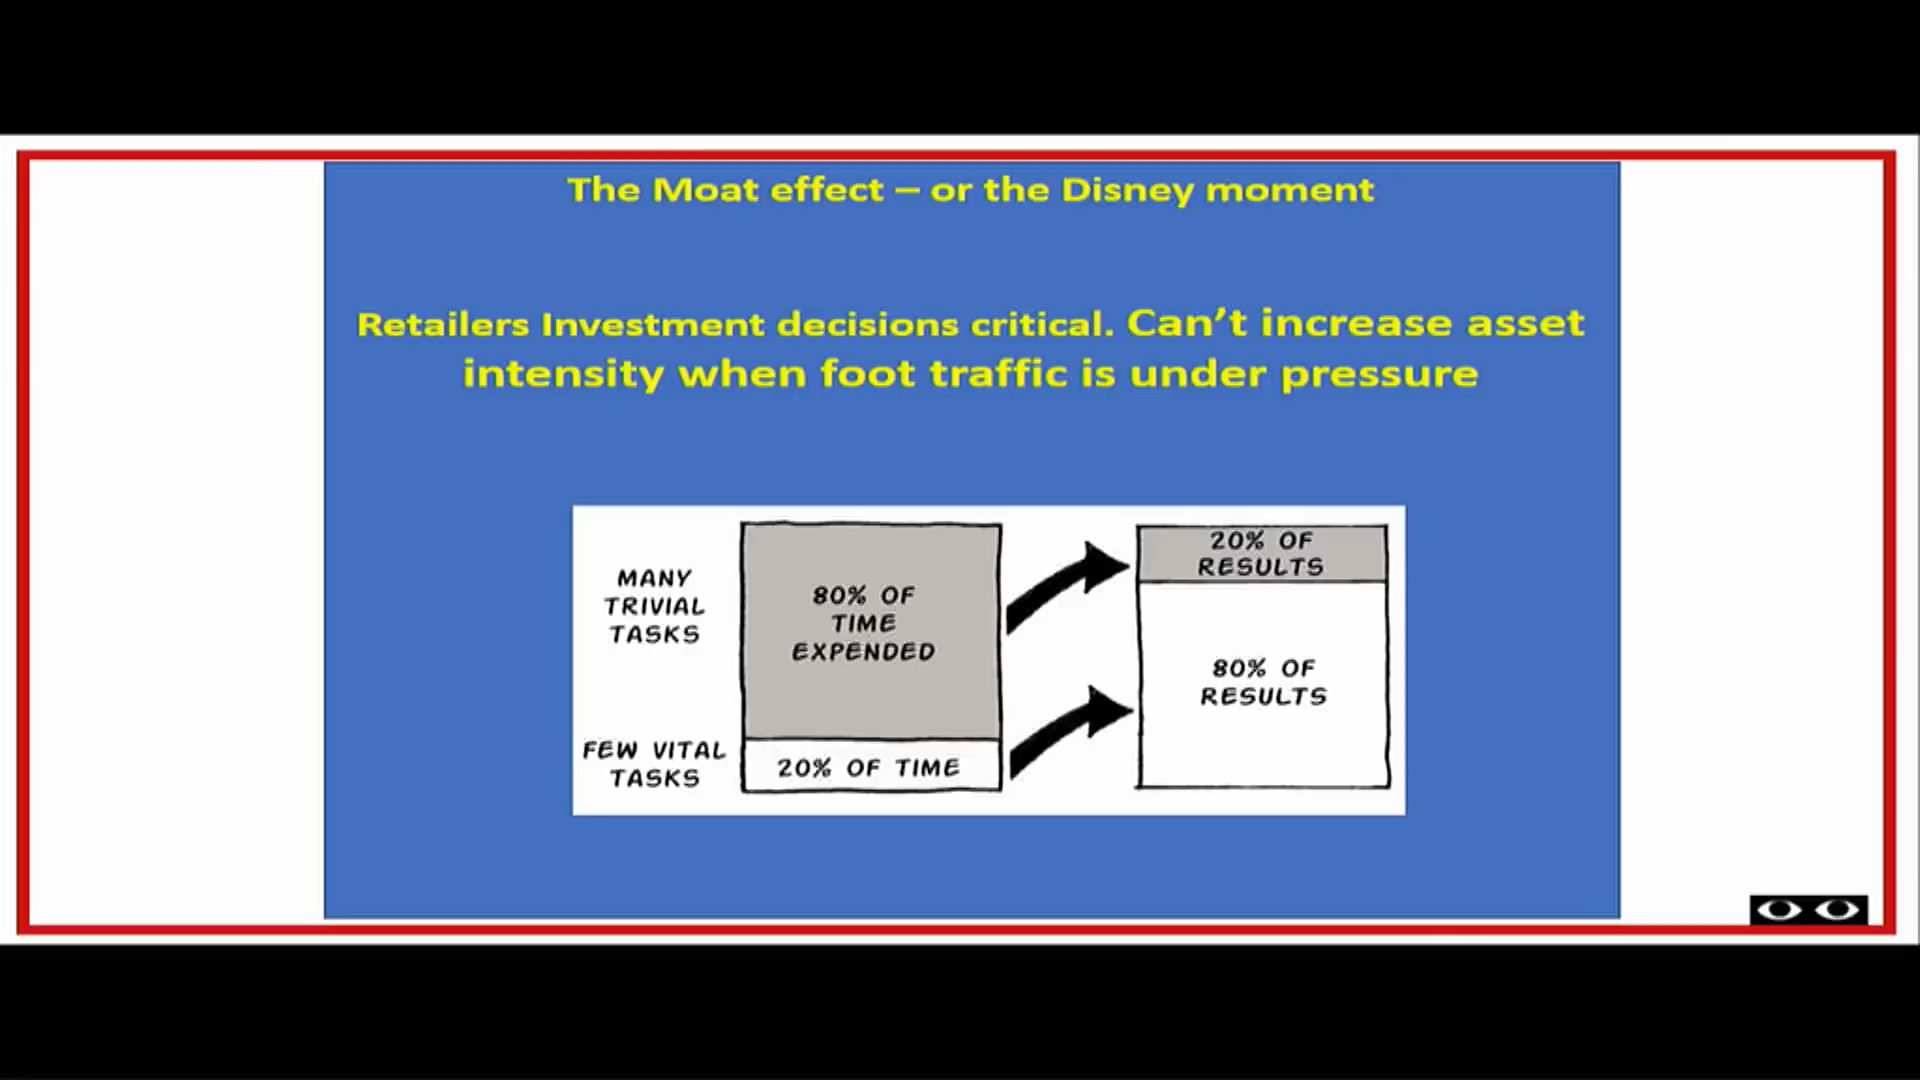 The Moat effect – or the Disney moment
Retailers Investment decisions critical. Can’t increase asset
intensity when foot traffic is under pressure
MANY
TRIVIAL
TASKS
80% OF
TIME
EXPENDED
20% OF
RESULTS
80% OF
RESULTS
FEW VITAL
TASKS
20% OF TIME